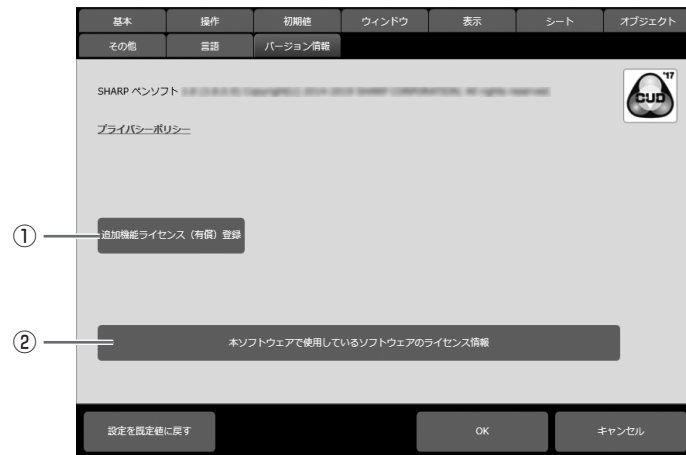 基本 操作 初期値 ウィンドウ 表示 シート オブジェクト
その他 言語 バージョン情報
SHARP ペンソフト
'17
CUD
プライバシーポリシー
① 追加機能ライセンス（有償）登録
② 本ソフトウェアで使用しているソフトウェアのライセンス情報
設定を既定値に戻す OK キャンセル